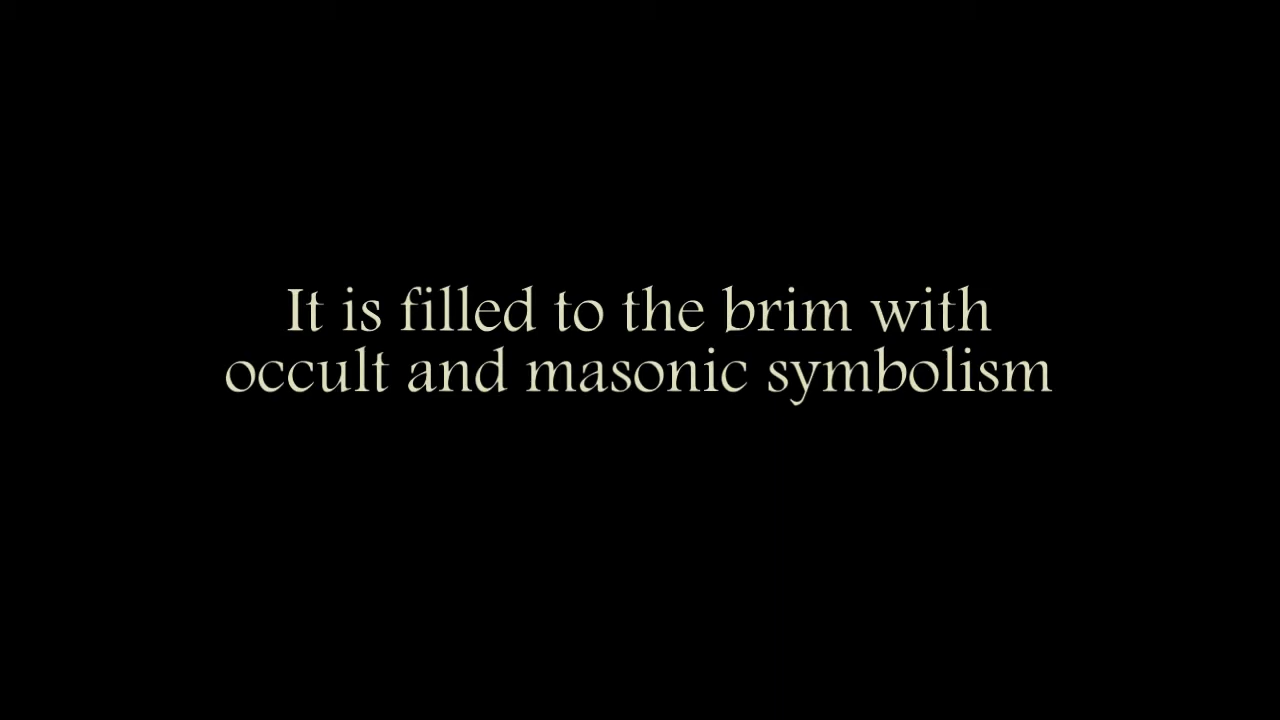 It is filled to the brim with
occult and masonic symbolism